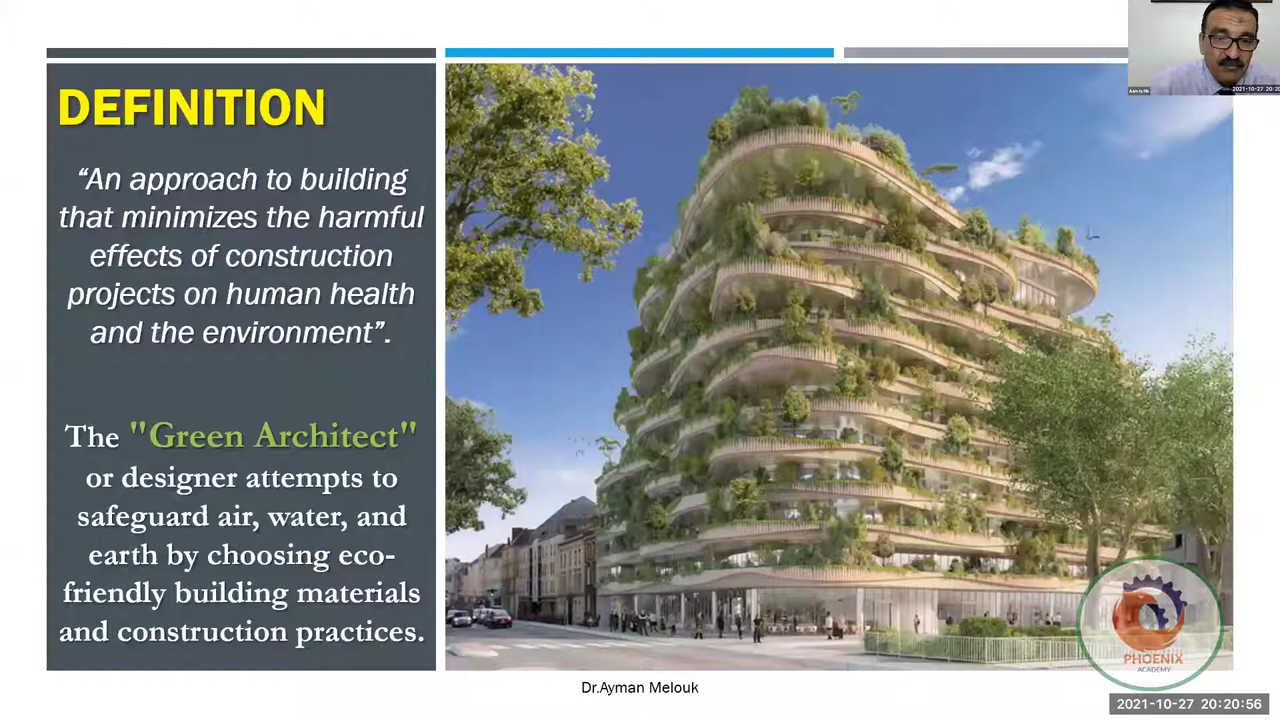 DEFINITION
“An approach to building
that minimizes the harmful
effects of construction
projects on human health
and the environment”.
The "Green Architect"
or designer attempts to
safeguard air, water, and
earth by choosing eco-
friendly building materials
and construction practices.
PHOENIX
ACADEMY
Dr.Ayman Melouk
2021-10-27 20:20:56